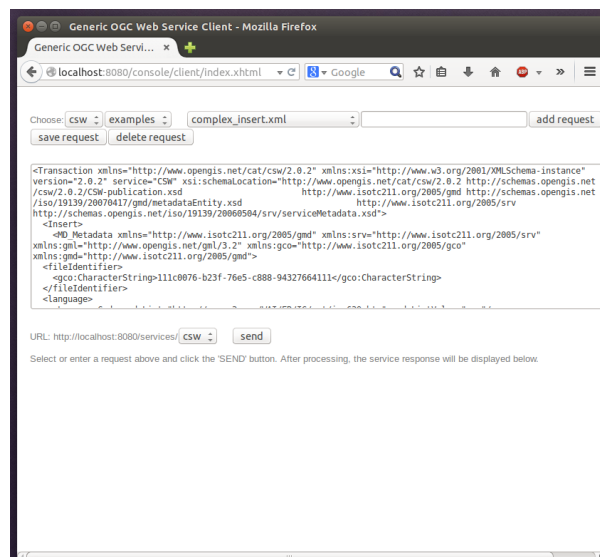 Generic OGC Web Service Client - Mozilla Firefox
Generic OGC Web Servi...
localhost:8080/console/client/index.xhtml
Google
Choose: csw examples complex_insert.xml add request
save request delete request
<Transaction xmlns="http://www.opengis.net/cat/csw/2.0.2" xmlns:xsi="http://www.w3.org/2001/XMLSchema-instance"
version="2.0.2" service="CSW" xsi:schemaLocation="http://www.opengis.net/cat/csw/2.0.2 http://schemas.opengis.net
/csw/2.0.2/CSW-publication.xsd http://www.isotc211.org/2005/gmd http://schemas.opengis.net
/iso/19139/20070417/gmd/metadataEntity.xsd http://www.isotc211.org/2005/srv
http://schemas.opengis.net/iso/19139/20060504/srv/serviceMetadata.xsd">
<Insert>
<MD_Metadata xmlns="http://www.isotc211.org/2005/gmd" xmlns:srv="http://www.isotc211.org/2005/srv"
xmlns:gml="http://www.opengis.net/gml/3.2" xmlns:gco="http://www.isotc211.org/2005/gco"
xmlns:gmd="http://www.isotc211.org/2005/gmd">
<fileIdentifier>
<gco:CharacterString>111c0076-b23f-76e5-c888-94327664111</gco:CharacterString>
</fileIdentifier>
<language>
URL: http://localhost:8080/services/ csw send
Select or enter a request above and click the 'SEND' button. After processing, the service response will be displayed below.